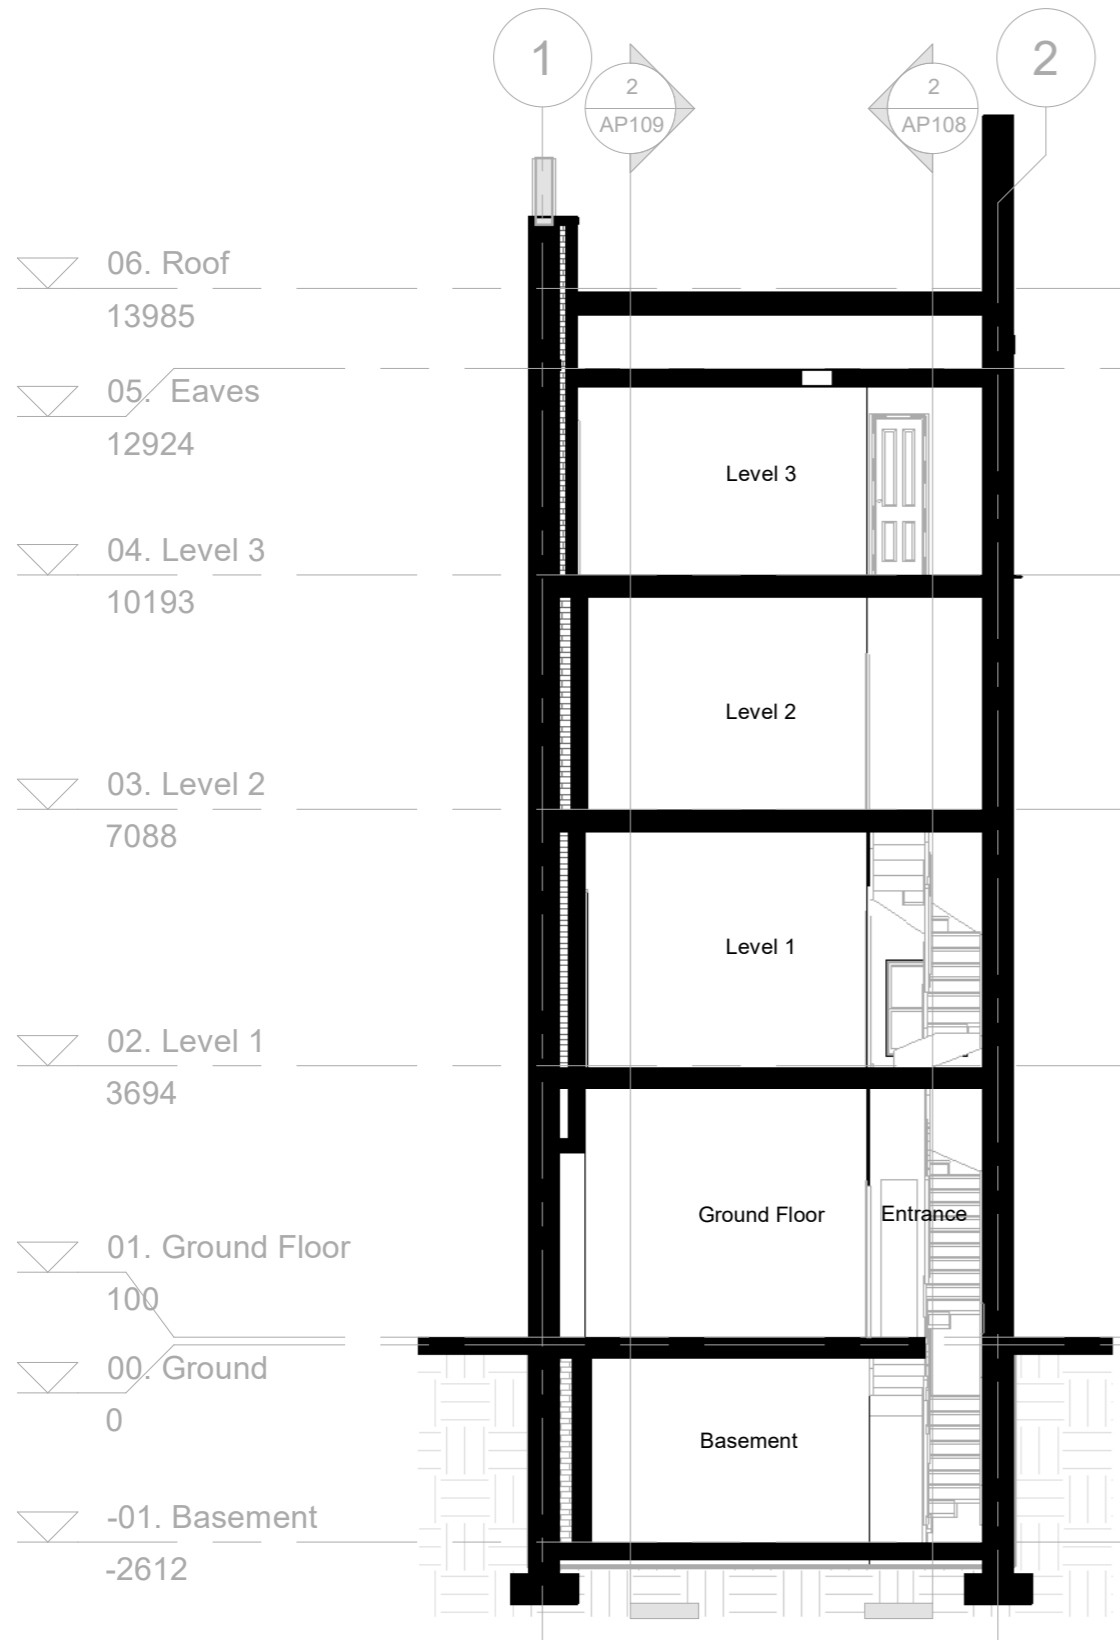 1
2
2
AP109
2
AP108
06. Roof
13985
05. Eaves
12924
Level 3
04. Level 3
10193
Level 2
03. Level 2
7088
Level 1
02. Level 1
3694
Ground Floor
Entrance
01. Ground Floor
100
00. Ground
0
Basement
-01. Basement
-2612